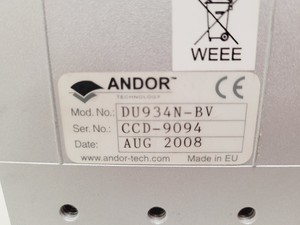 WEEE
ANDOR™
TECHNOLOGY
CE
Mod. No.: DU934N-BV
Ser. No.: CCD-9094
Date: AUG 2008
www.andor-tech.com Made in EU